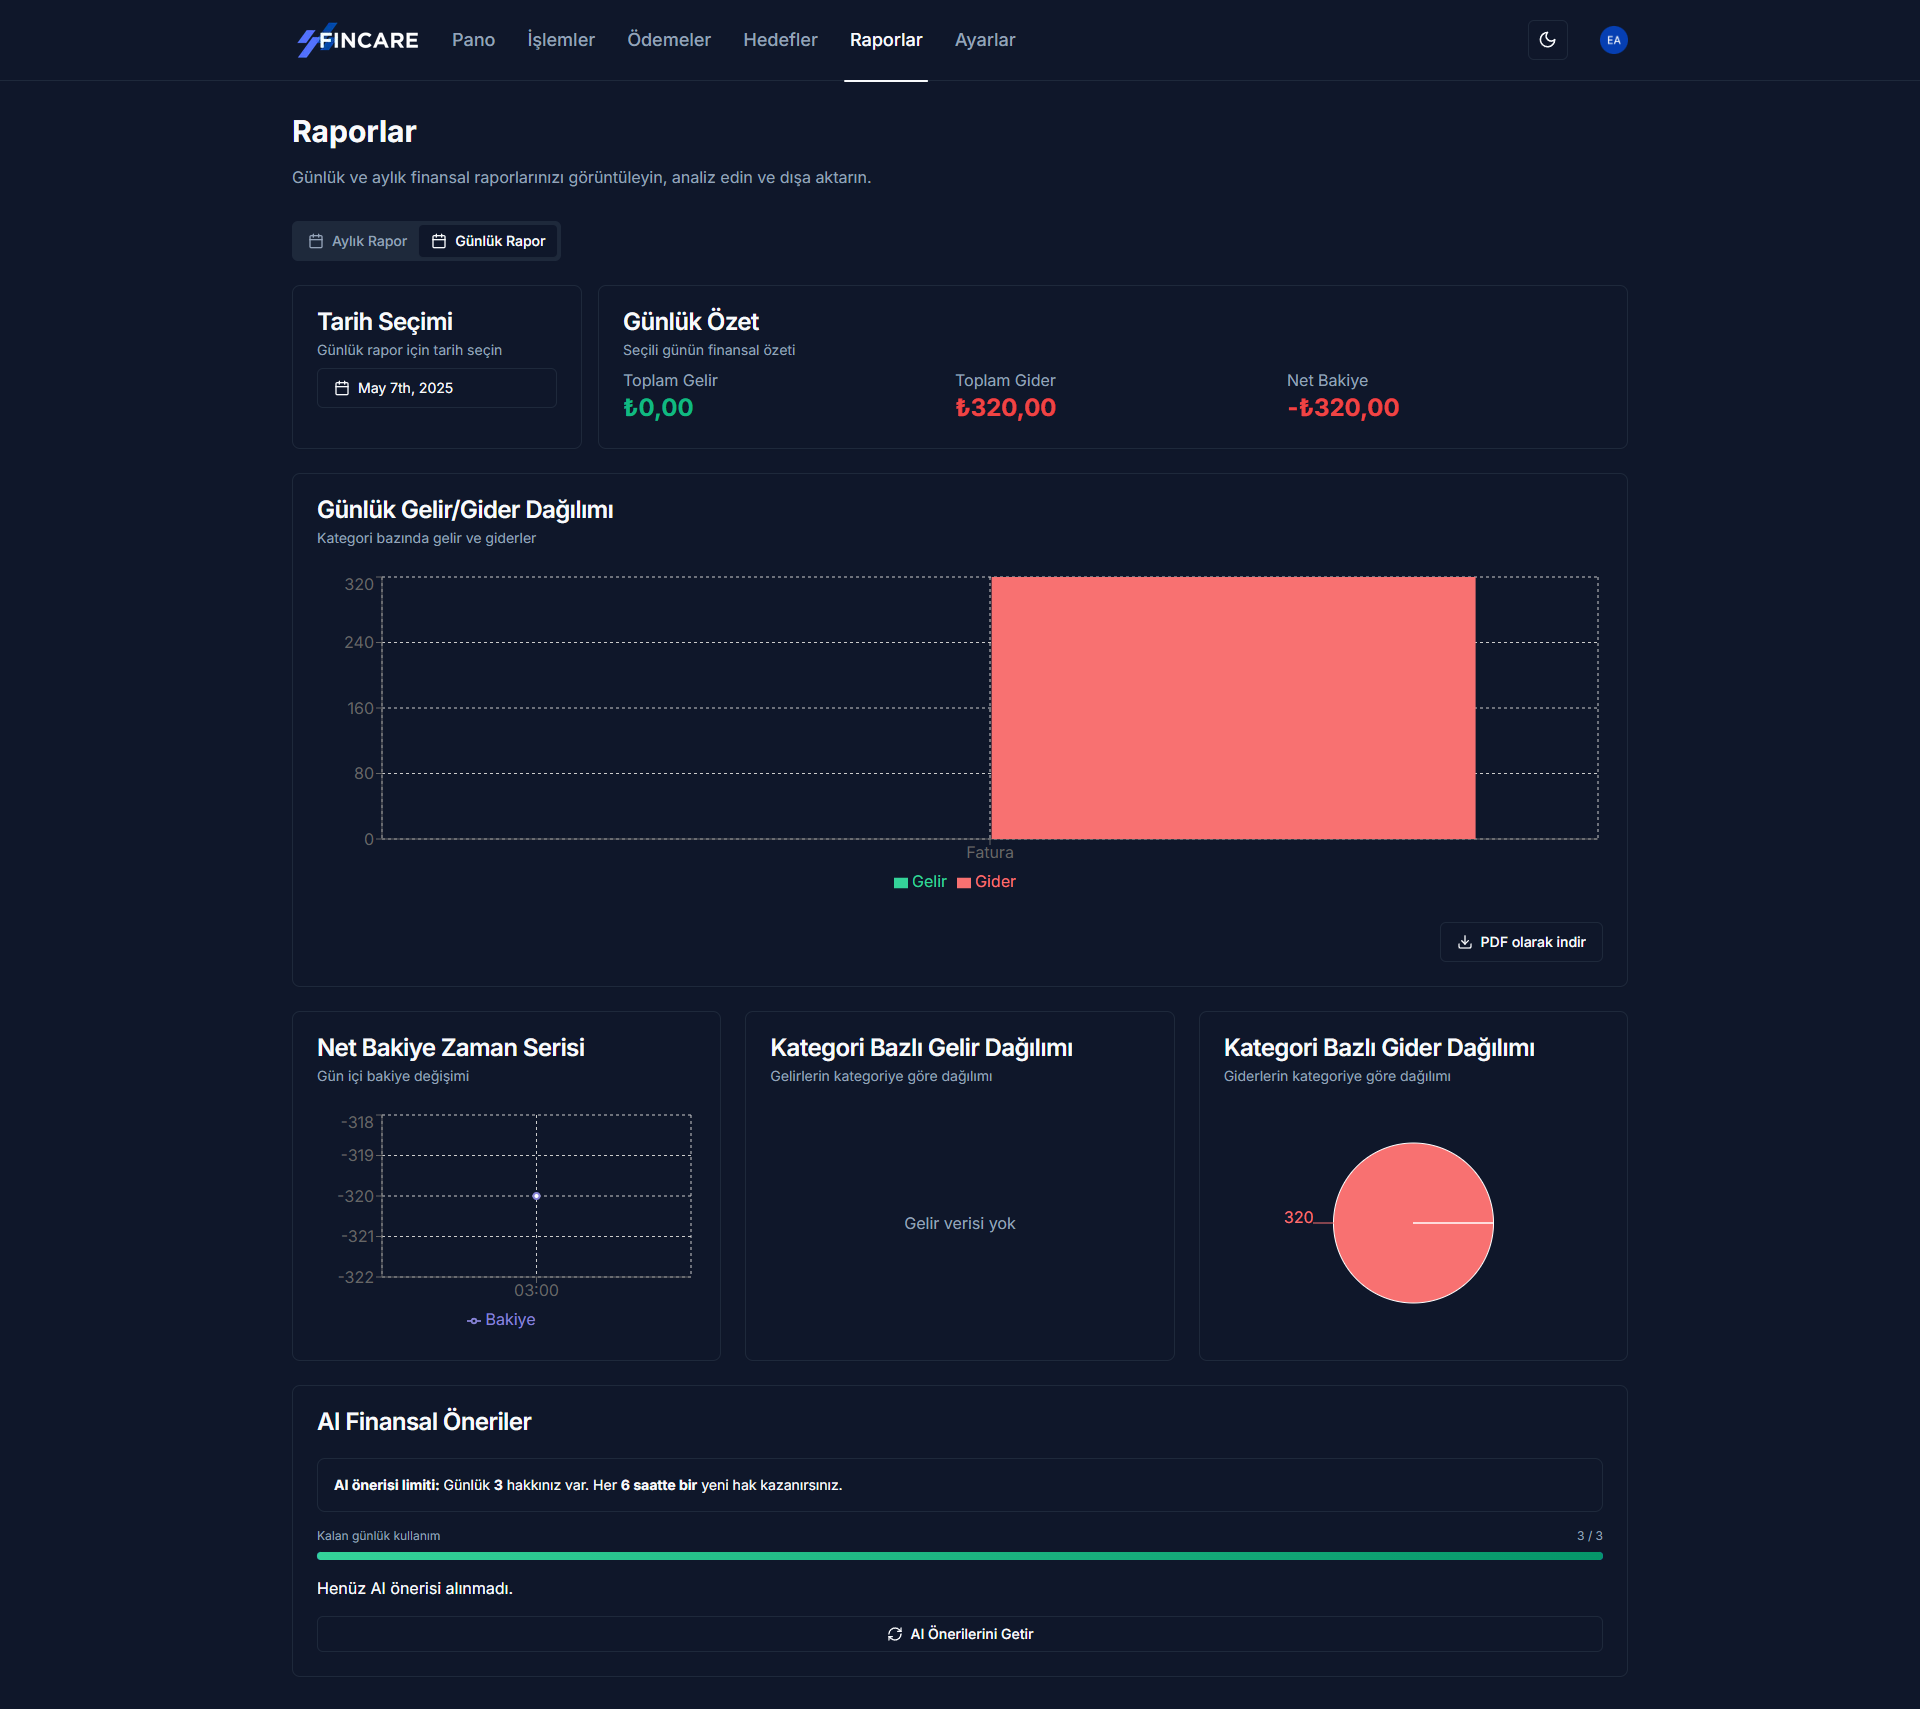 FINCARE
Pano
İşlemler
Ödemeler
Hedefler
Raporlar
Ayarlar
EA
Raporlar
Günlük ve aylık finansal raporlarınızı görüntüleyin, analiz edin ve dışa aktarın.
Aylık Rapor
Günlük Rapor
Tarih Seçimi
Günlük rapor için tarih seçin
May 7th, 2025
Günlük Özet
Seçili günün finansal özeti
Toplam Gelir
₺0,00
Toplam Gider
₺320,00
Net Bakiye
-₺320,00
Günlük Gelir/Gider Dağılımı
Kategori bazında gelir ve giderler
320
240
160
80
0
Fatura
Gelir
Gider
PDF olarak indir
Net Bakiye Zaman Serisi
Gün içi bakiye değişimi
-318
-319
-320
-321
-322
03:00
Bakiye
Kategori Bazlı Gelir Dağılımı
Gelirlerin kategoriye göre dağılımı
Gelir verisi yok
Kategori Bazlı Gider Dağılımı
Giderlerin kategoriye göre dağılımı
320
AI Finansal Öneriler
AI önerisi limiti: Günlük 3 hakkınız var. Her 6 saatte bir yeni hak kazanırsınız.
Kalan günlük kullanım
3 / 3
Henüz AI önerisi alınmadı.
AI Önerilerini Getir